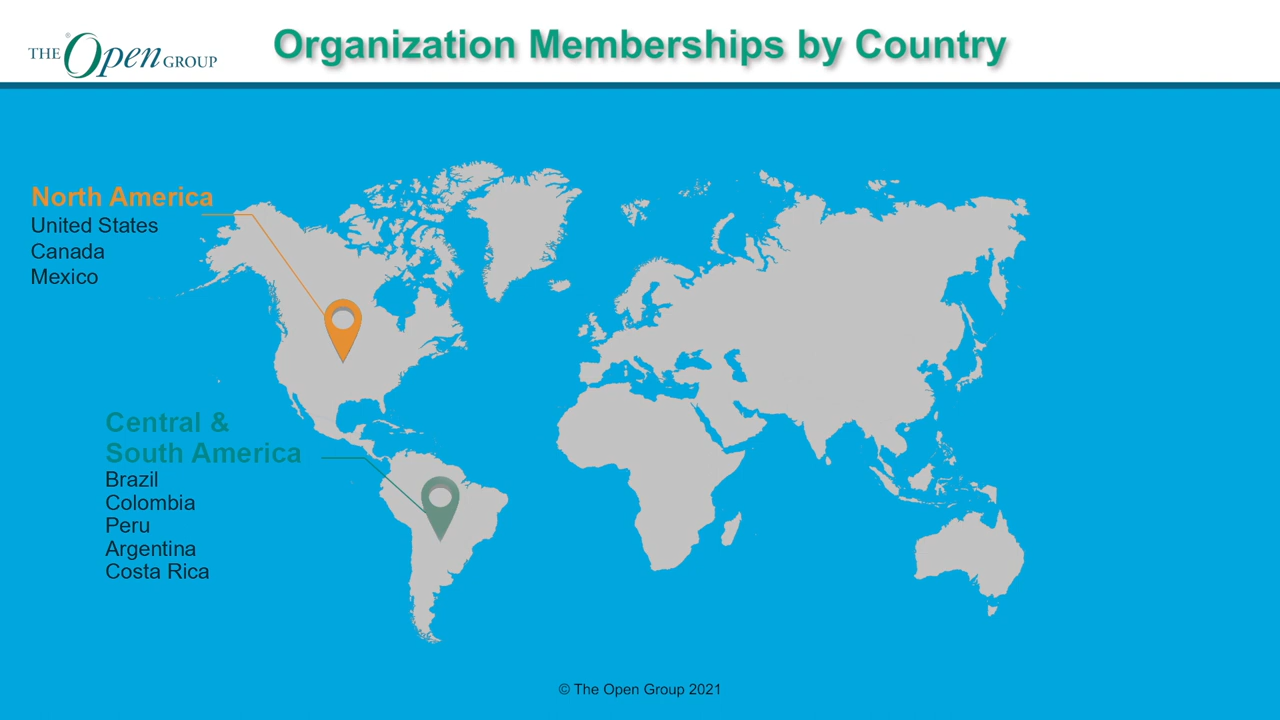 THE Open GROUP
Organization Memberships by Country
North America
United States
Canada
Mexico
Central &
South America
Brazil
Colombia
Peru
Argentina
Costa Rica
© The Open Group 2021